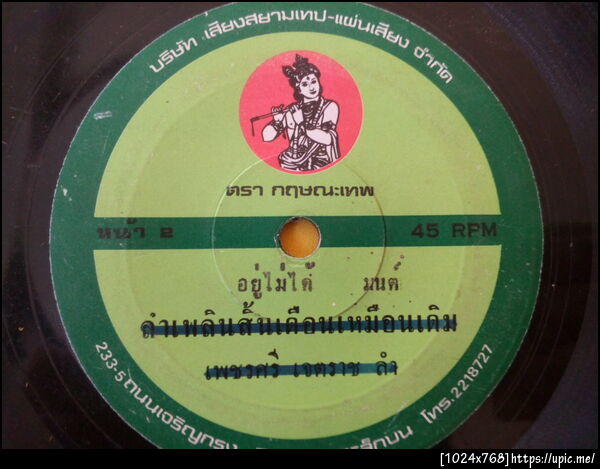 บริษัท เสียงสยามเทป-แผ่นเสียง จำกัด
ตรา กฤษณะเทพ
หน้า 2
45 RPM
อยู่ไม่ได้ มนต์
ลำเพลินสิ้นเดือนเหมือนเดิม
เพชรศรี เจตราช ลำ
233-5 ถนนเจริญกรุง โทร. 2218727
[1024x768]https://upic.me/